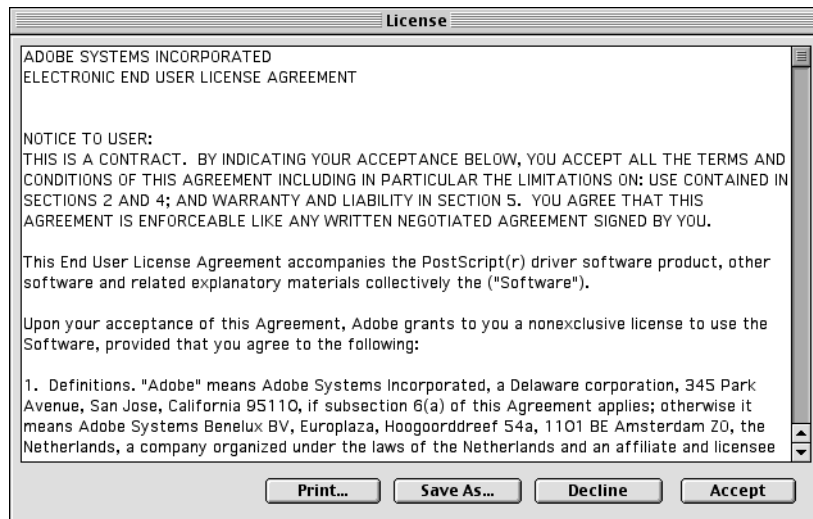 License
ADOBE SYSTEMS INCORPORATED
ELECTRONIC END USER LICENSE AGREEMENT
NOTICE TO USER:
THIS IS A CONTRACT.  BY INDICATING YOUR ACCEPTANCE BELOW, YOU ACCEPT ALL THE TERMS AND
CONDITIONS OF THIS AGREEMENT INCLUDING IN PARTICULAR THE LIMITATIONS ON: USE CONTAINED IN
SECTIONS 2 AND 4; AND WARRANTY AND LIABILITY IN SECTION 5.  YOU AGREE THAT THIS
AGREEMENT IS ENFORCEABLE LIKE ANY WRITTEN NEGOTIATED AGREEMENT SIGNED BY YOU.
This End User License Agreement accompanies the PostScript(r) driver software product, other
software and related explanatory materials collectively the ("Software").
Upon your acceptance of this Agreement, Adobe grants to you a nonexclusive license to use the
Software, provided that you agree to the following:
1.  Definitions. "Adobe" means Adobe Systems Incorporated, a Delaware corporation, 345 Park
Avenue, San Jose, California 95110, if subsection 6(a) of this Agreement applies; otherwise it
means Adobe Systems Benelux BV, Europlaza, Hoogoorddreef 54a, 1101 BE Amsterdam ZO, the
Netherlands, a company organized under the laws of the Netherlands and an affiliate and licensee
Print... Save As... Decline Accept